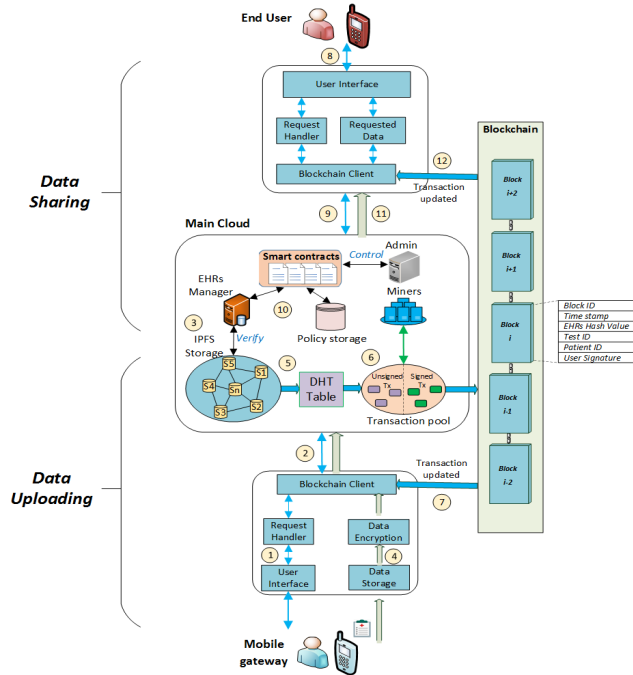 End User
8
User Interface
Request
Handler
Requested
Data
Blockchain Client
Data
Sharing
9
11
12
Transaction
updated
Blockchain
Block
i+2
Block
i+1
Block
i
Block
i-1
Block
i-2
Block ID
Time stamp
EHRs Hash Value
Test ID
Patient ID
User Signature
Main Cloud
Smart contracts
Control
Admin
EHRs
Manager
10
Policy storage
Miners
3
IPFS
Storage
Verify
S5
S1
S4
Sn
S3
S2
5
DHT
Table
6
Unsigned
Tx
Signed
Tx
Transaction pool
Data
Uploading
2
Transaction
updated
7
Blockchain Client
Request
Handler
Data
Encryption
1
4
User
Interface
Data
Storage
Mobile
gateway